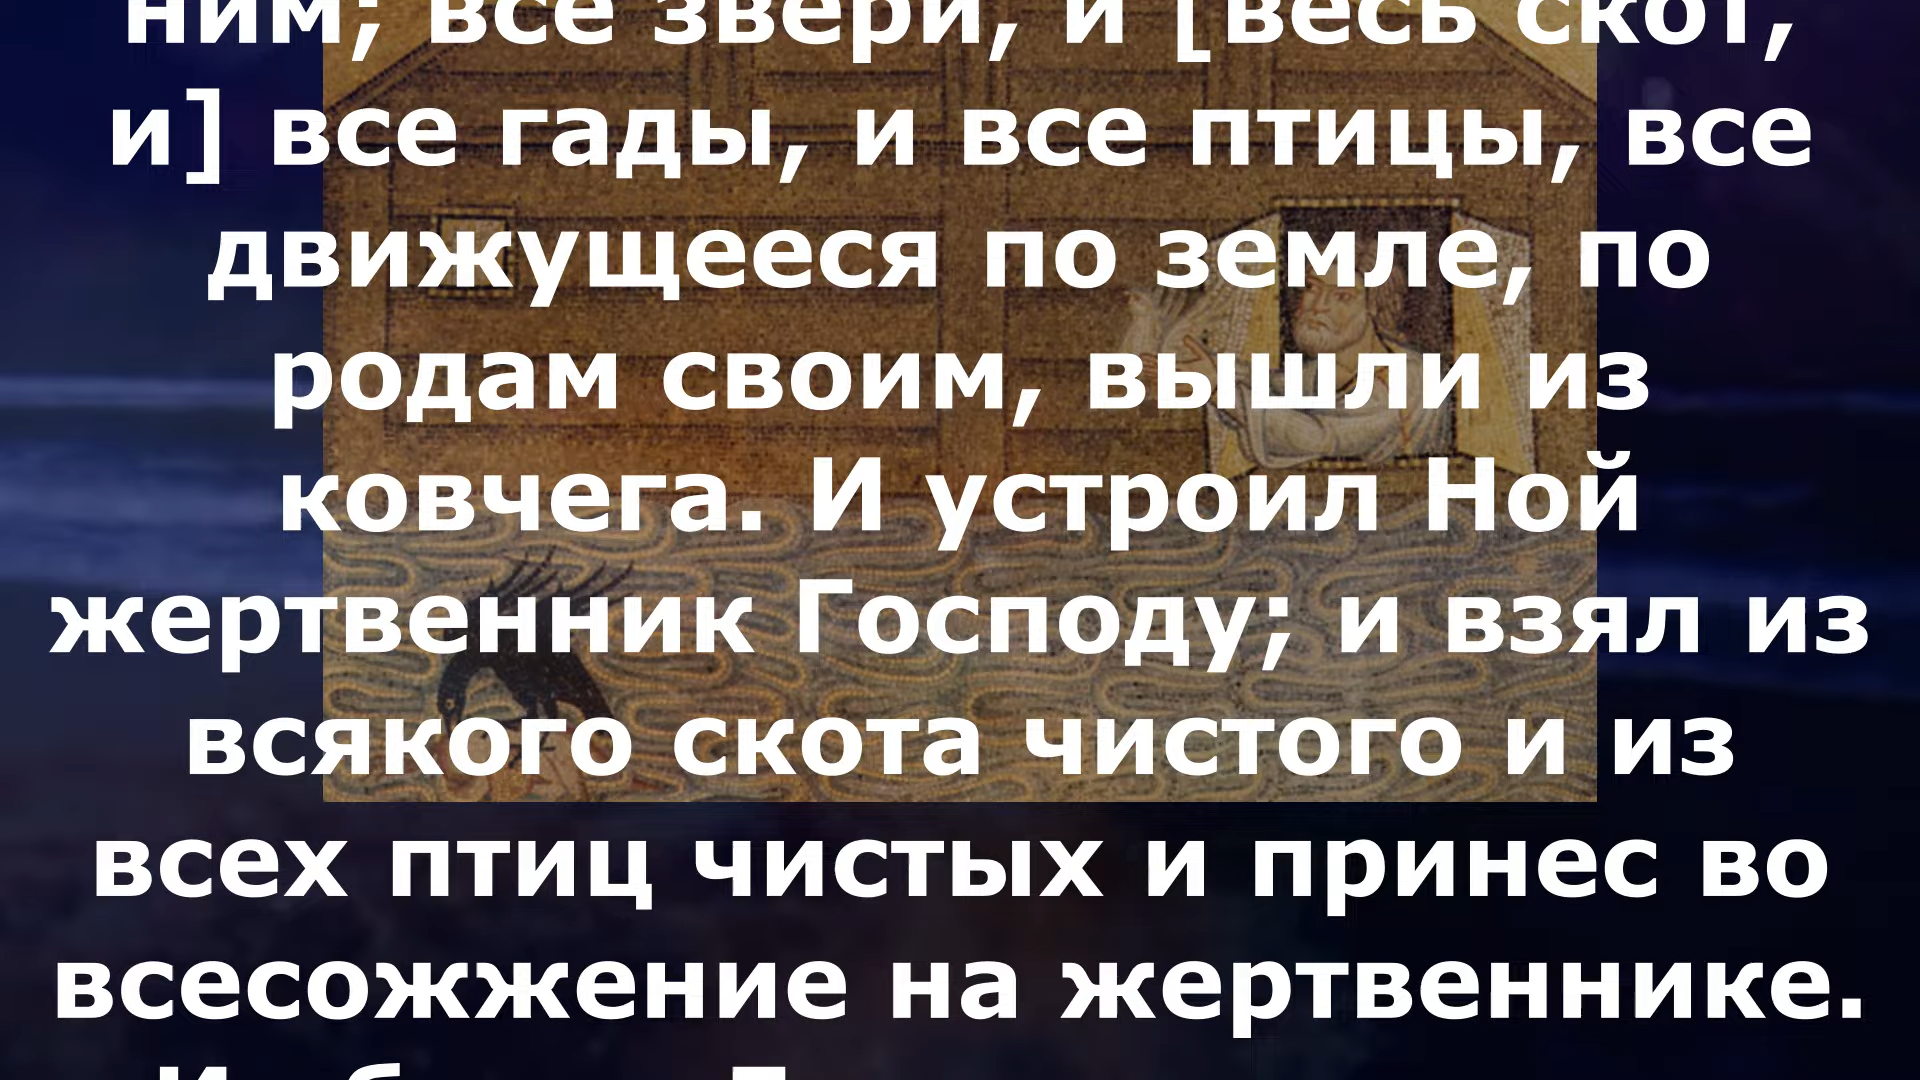 ним; все звери, и [весь скот,
и] все гады, и все птицы, все
движущееся по земле, по
родам своим, вышли из
ковчега. И устроил Ной
жертвенник Господу; и взял из
всякого скота чистого и из
всех птиц чистых и принес во
всесожжение на жертвеннике.